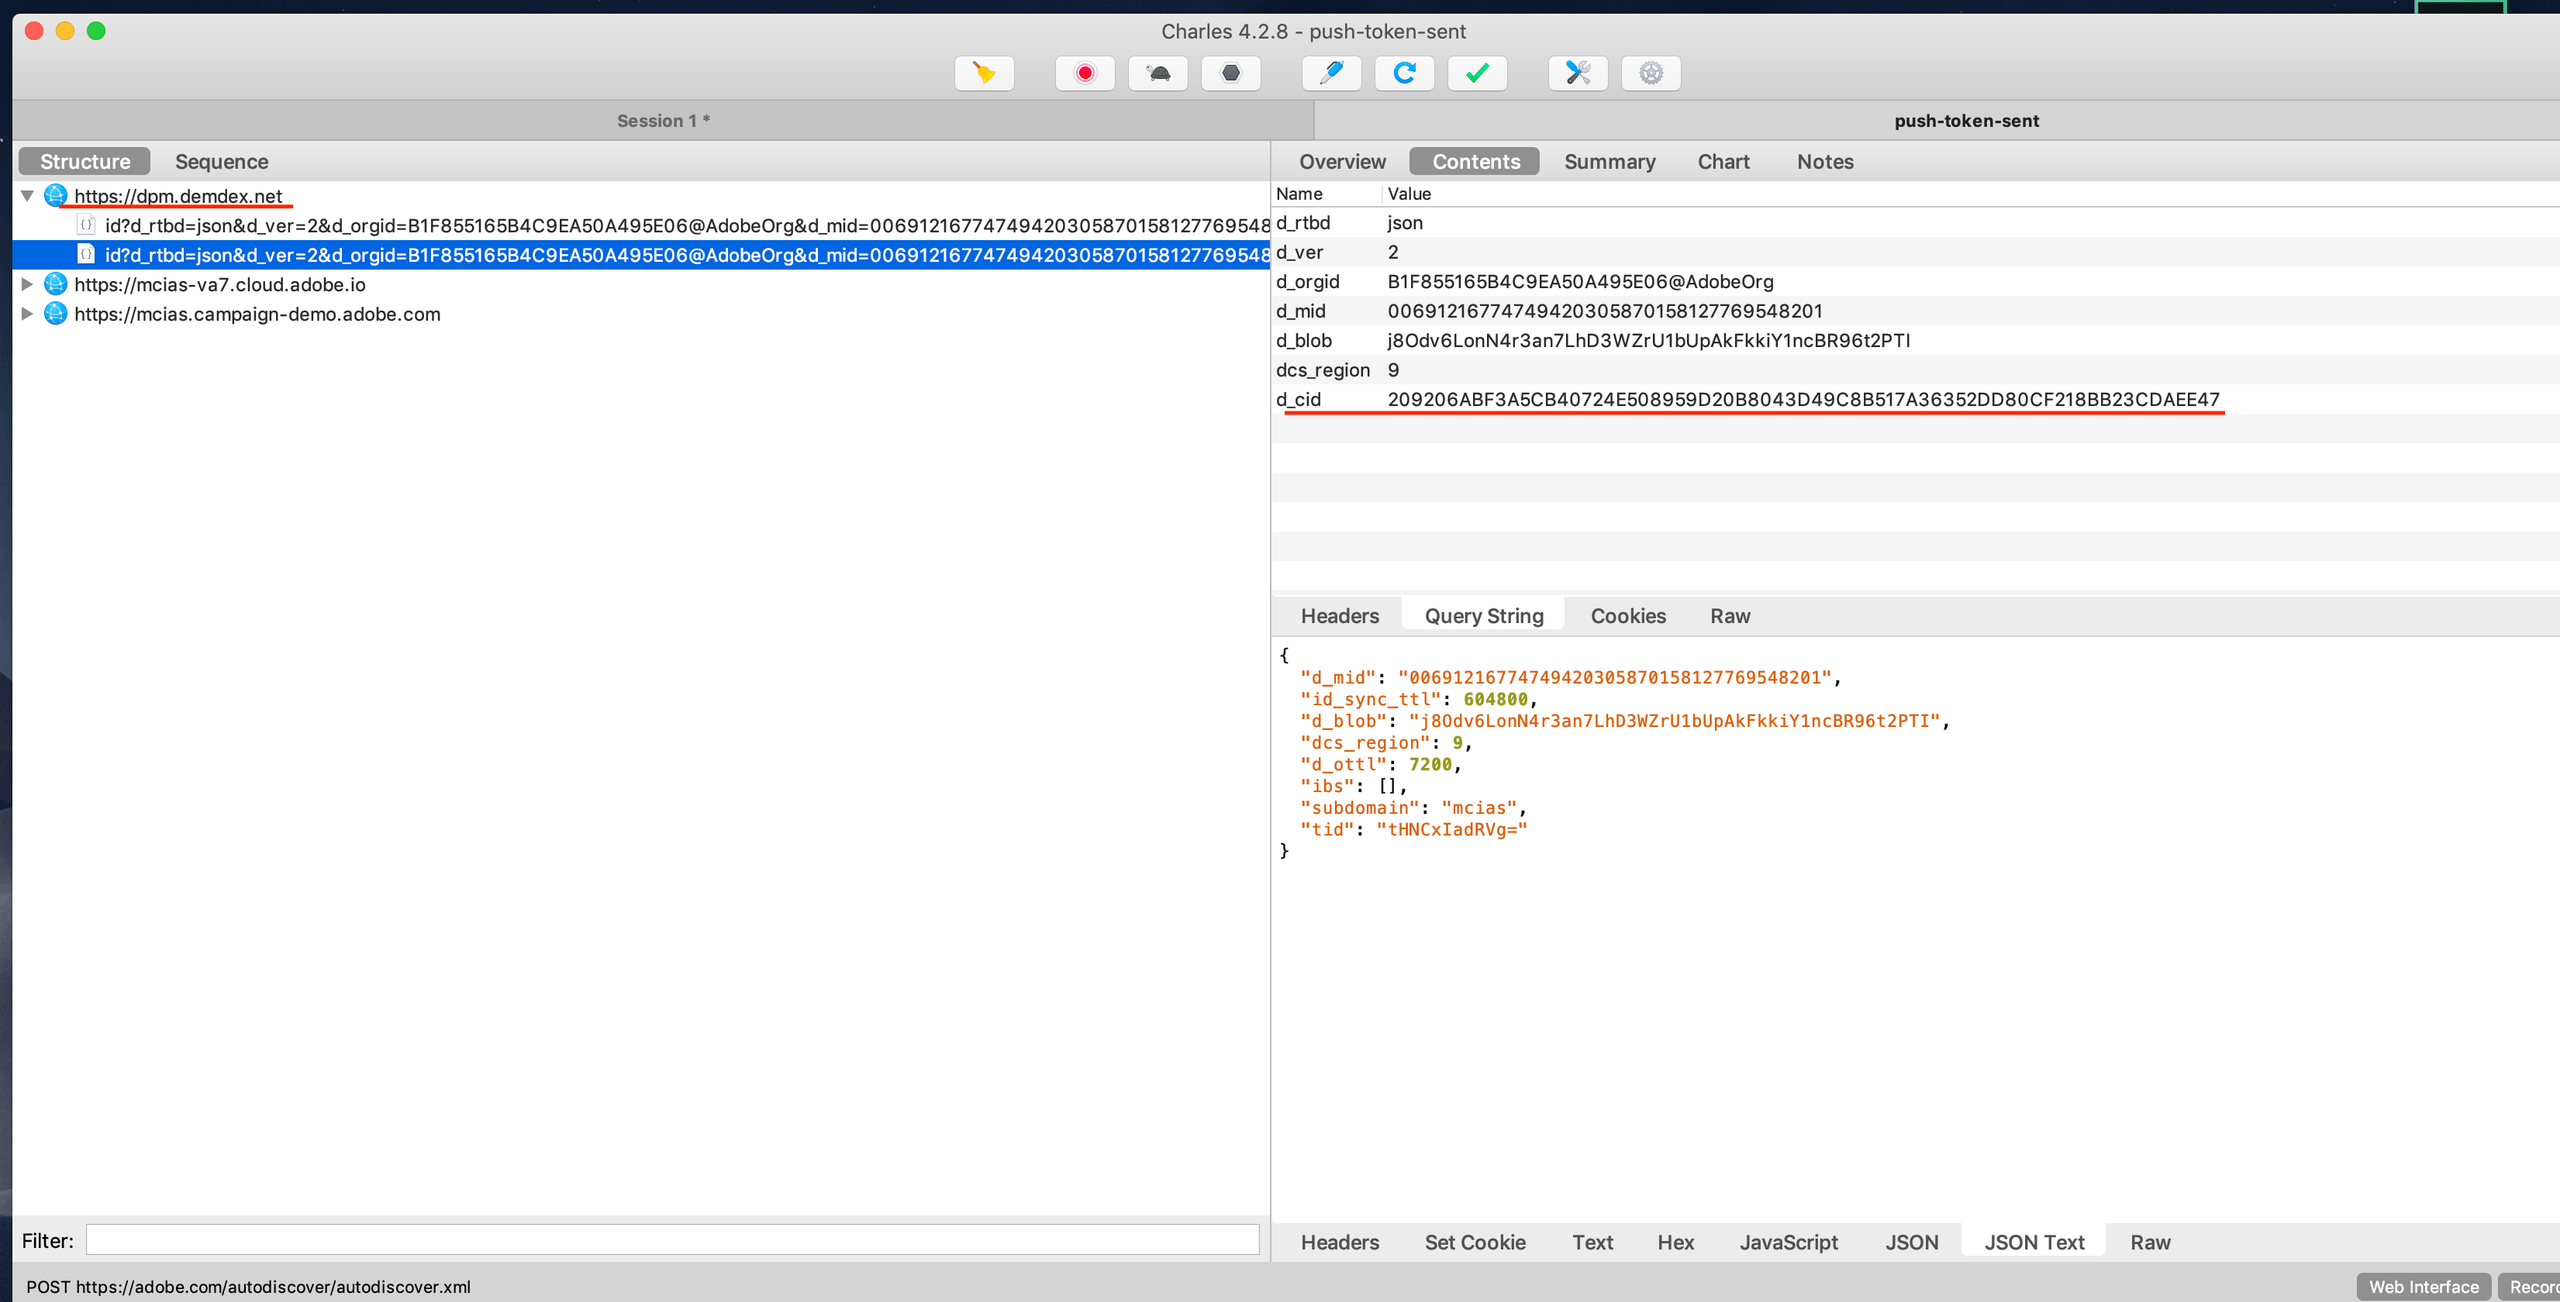 Charles 4.2.8 - push-token-sent
Session 1 *
push-token-sent
Structure
Sequence
https://dpm.demdex.net
id?d_rtbd=json&d_ver=2&d_orgid=B1F855165B4C9EA50A495E06@AdobeOrg&d_mid=0069121677474942030587015812776948
id?d_rtbd=json&d_ver=2&d_orgid=B1F855165B4C9EA50A495E06@AdobeOrg&d_mid=0069121677474942030587015812776948
https://mcias-va7.cloud.adobe.io
https://mcias.campaign-demo.adobe.com
Overview Contents Summary Chart Notes
Name Value
d_rtbd json
d_ver 2
d_orgid B1F855165B4C9EA50A495E06@AdobeOrg
d_mid 00691216774749420305870158127769548201
d_blob j8Odv6LonN4r3an7LhD3WZrU1bUpAkFkkiY1ncBR96t2PTI
dcs_region 9
d_cid 209206ABF3A5CB40724E508959D20B8043D49C8B517A36352DD80CF218BB23CDAEE47
Headers Query String Cookies Raw
{
"d_mid": "00691216774749420305870158127769548201",
"id_sync_ttl": 604800,
"d_blob": "j8Odv6LonN4r3an7LhD3WZrU1bUpAkFkkiY1ncBR96t2PTI",
"dcs_region": 9,
"d_ottl": 7200,
"ibs": [],
"subdomain": "mcias",
"tid": "tHNCxIadRVg="
}
Filter:
Headers Set Cookie Text Hex JavaScript JSON JSON Text Raw
POST https://adobe.com/autodiscover/autodiscover.xml
Web Interface
Recor